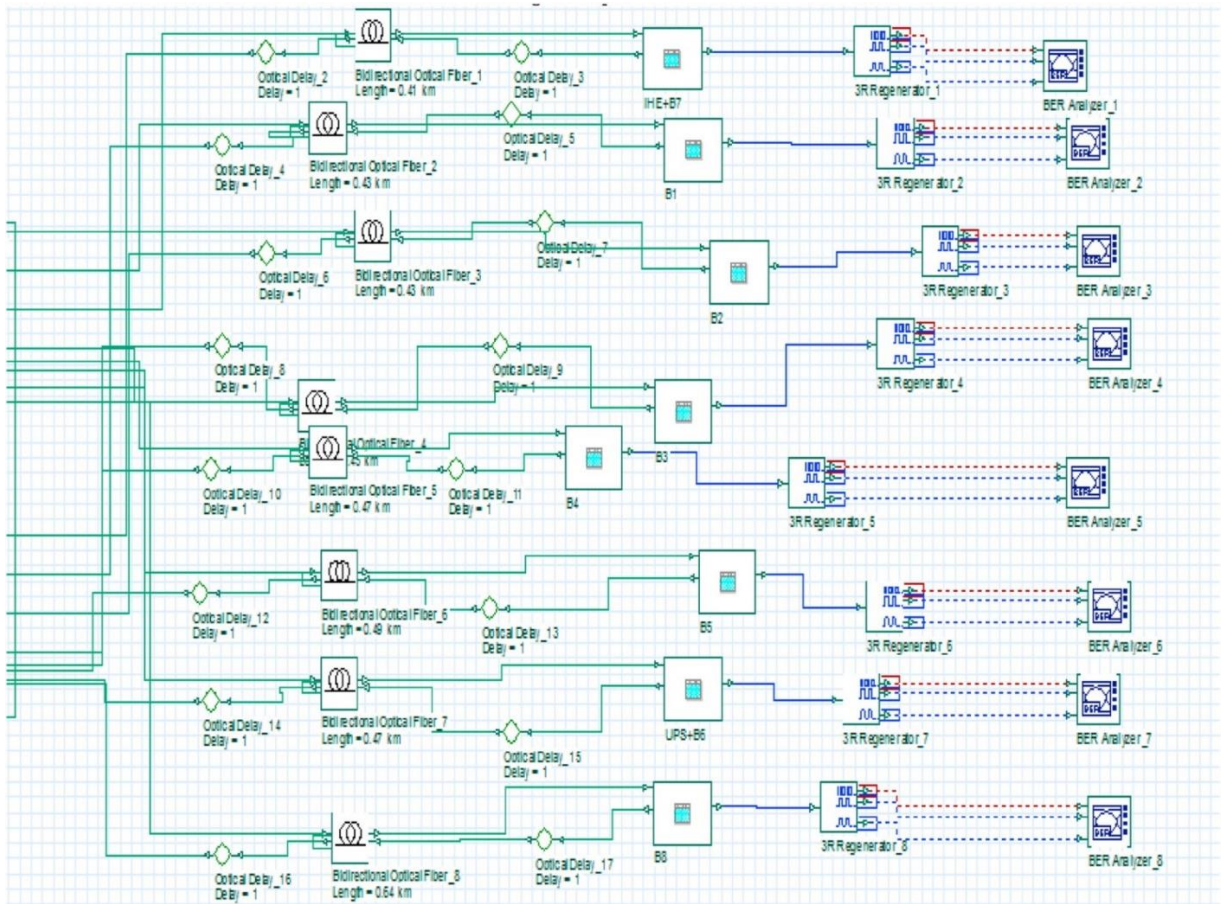 Optical Delay_2
Delay = 1
Bidirectional Optical Fiber_1
Length = 0.41 km
Optical Delay_3
Delay = 1
IHE+B7
3R Regenerator_1
BER Analyzer_1
Optical Delay_4
Delay = 1
Bidirectional Optical Fiber_2
Length = 0.43 km
Optical Delay_5
Delay = 1
B1
3R Regenerator_2
BER Analyzer_2
Optical Delay_6
Delay = 1
Bidirectional Optical Fiber_3
Length = 0.43 km
Optical Delay_7
Delay = 1
B2
3R Regenerator_3
BER Analyzer_3
Optical Delay_8
Delay = 1
Optical Fiber_4
km
Optical Delay_9
Delay = 1
B3
3R Regenerator_4
BER Analyzer_4
Optical Delay_10
Delay = 1
Bidirectional Optical Fiber_5
Length = 0.47 km
Optical Delay_11
Delay = 1
B4
3R Regenerator_5
BER Analyzer_5
Optical Delay_12
Delay = 1
Bidirectional Optical Fiber_6
Length = 0.49 km
Optical Delay_13
Delay = 1
B5
3R Regenerator_6
BER Analyzer_6
Optical Delay_14
Delay = 1
Bidirectional Optical Fiber_7
Length = 0.47 km
Optical Delay_15
Delay = 1
UPS+B6
3R Regenerator_7
BER Analyzer_7
Optical Delay_16
Delay = 1
Bidirectional Optical Fiber_8
Length = 0.64 km
Optical Delay_17
Delay = 1
B8
3R Regenerator_8
BER Analyzer_8